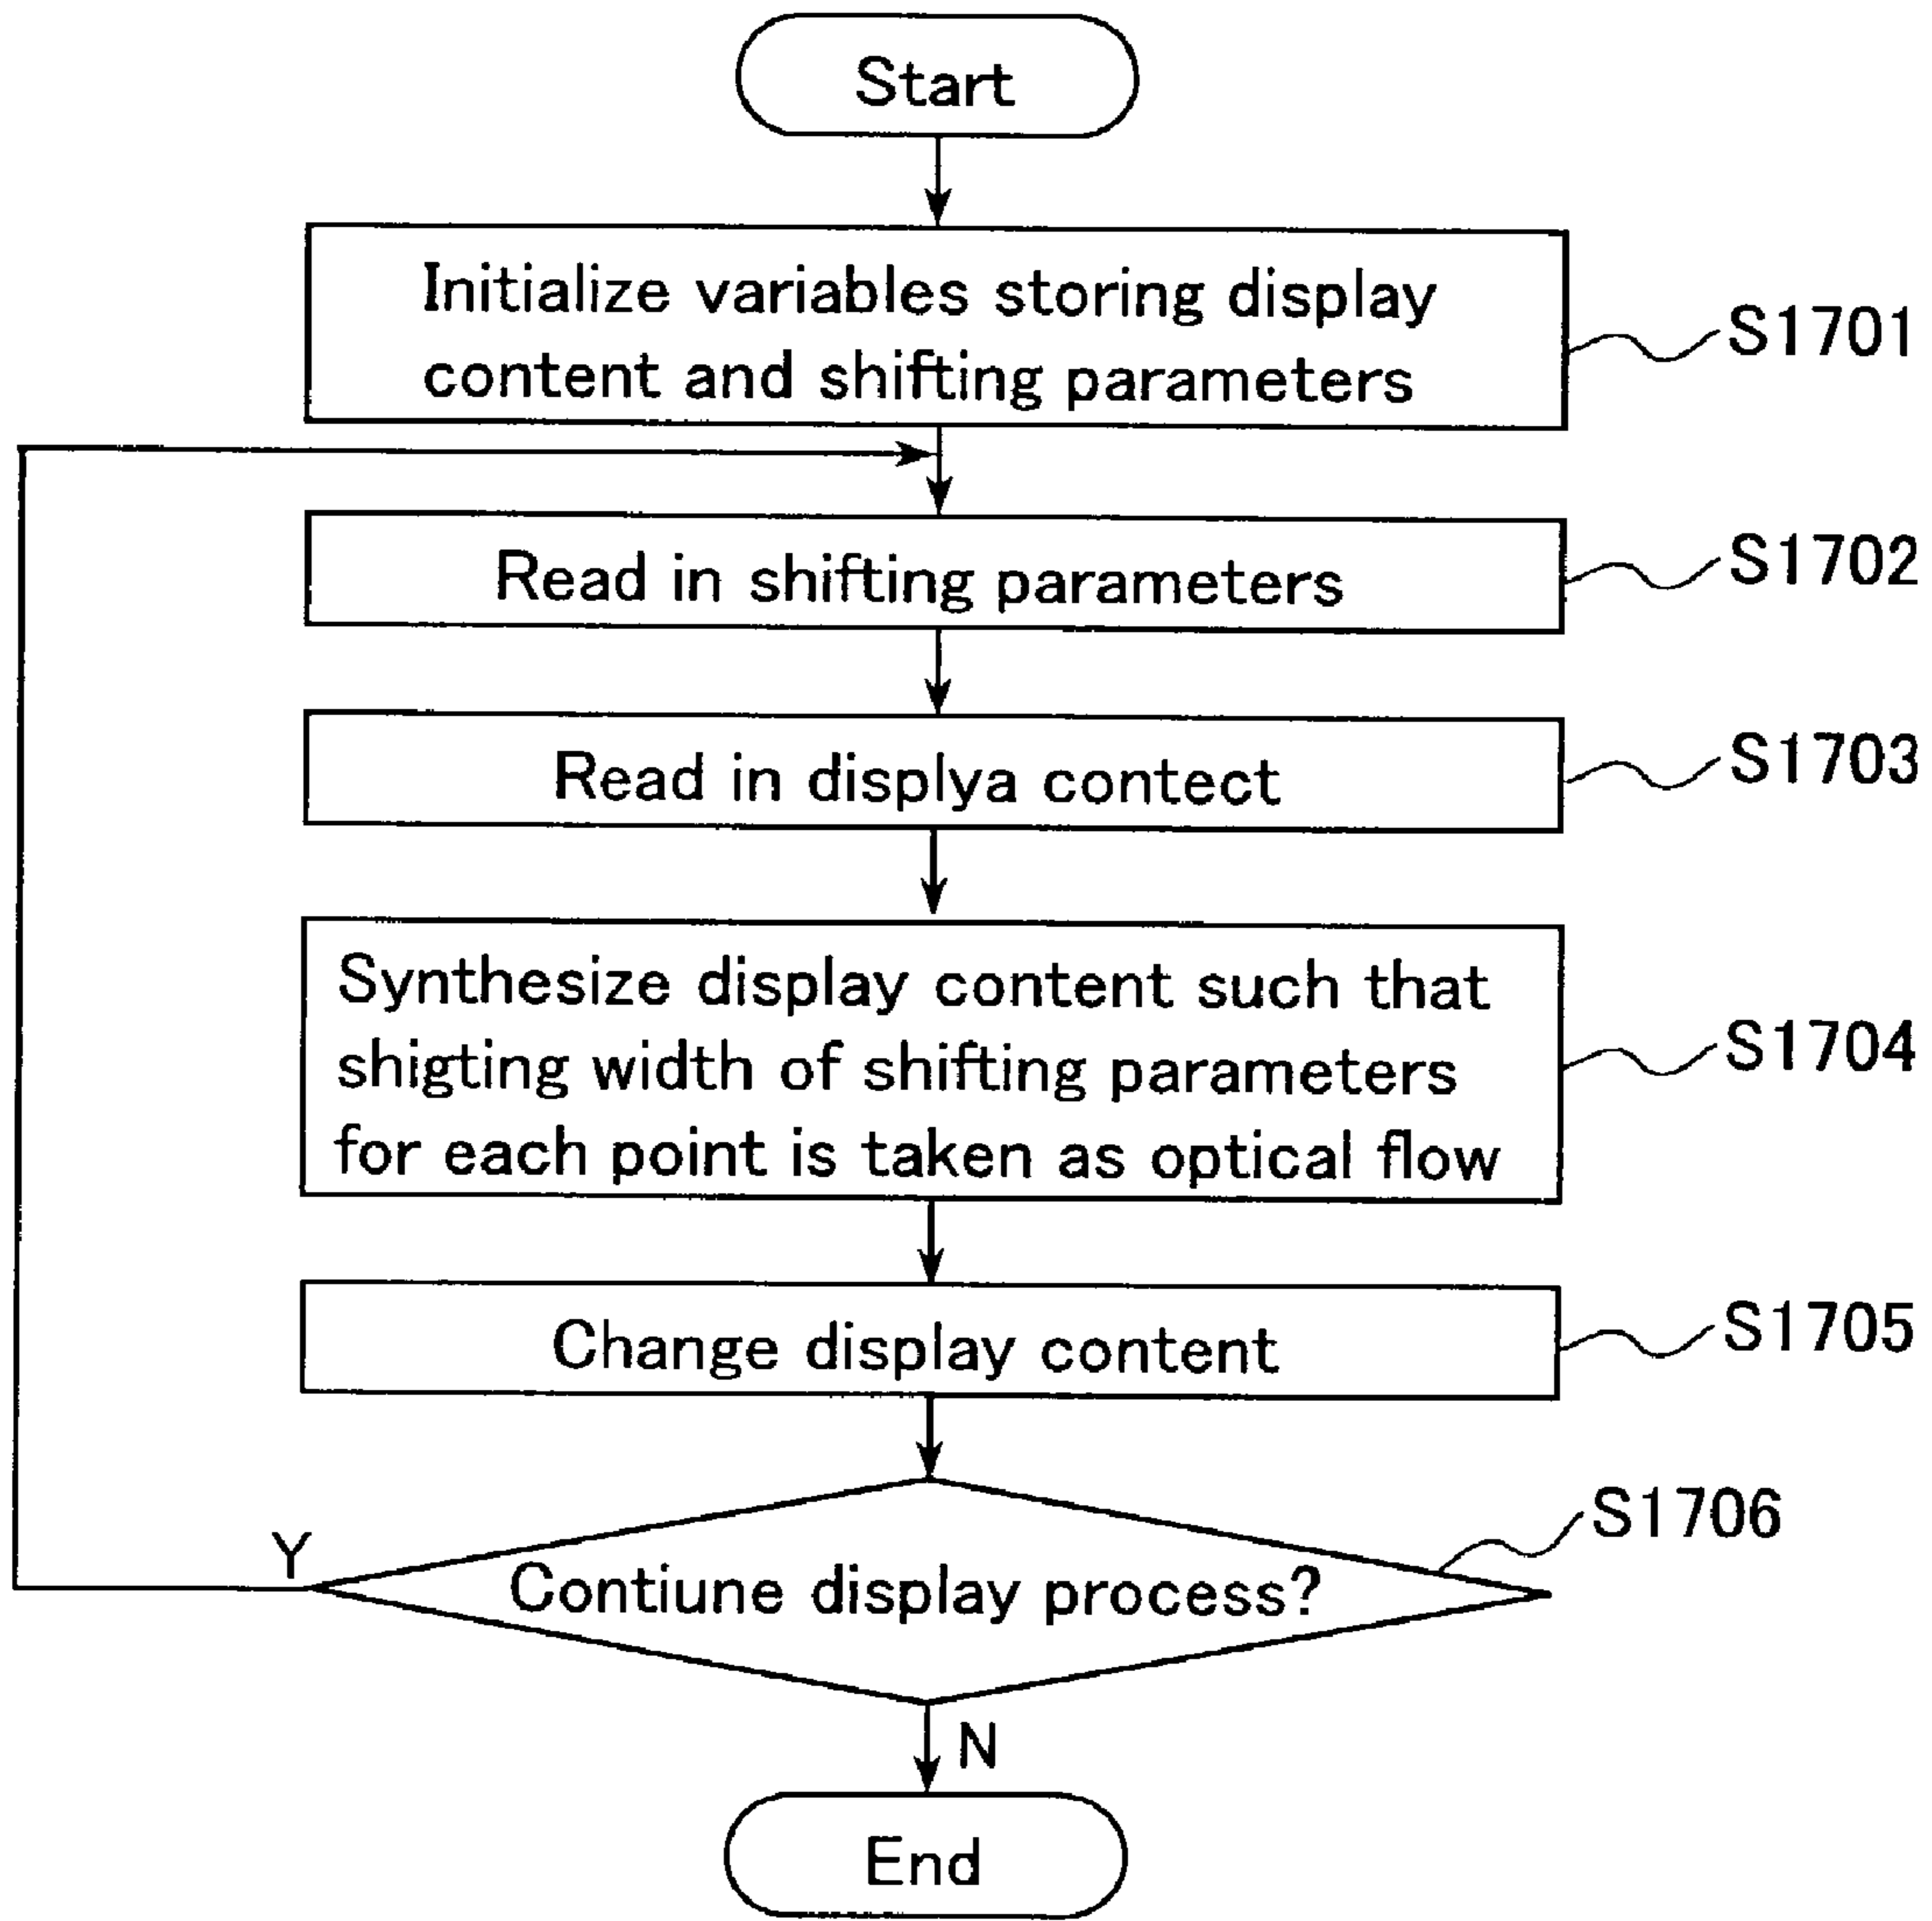 Start
Initialize variables storing display
content and shifting parameters
S1701
Read in shifting parameters
S1702
Read in displya contect
S1703
Synthesize display content such that
shigting width of shifting parameters
for each point is taken as optical flow
S1704
Change display content
S1705
Contiune display process?
S1706
Y
N
End